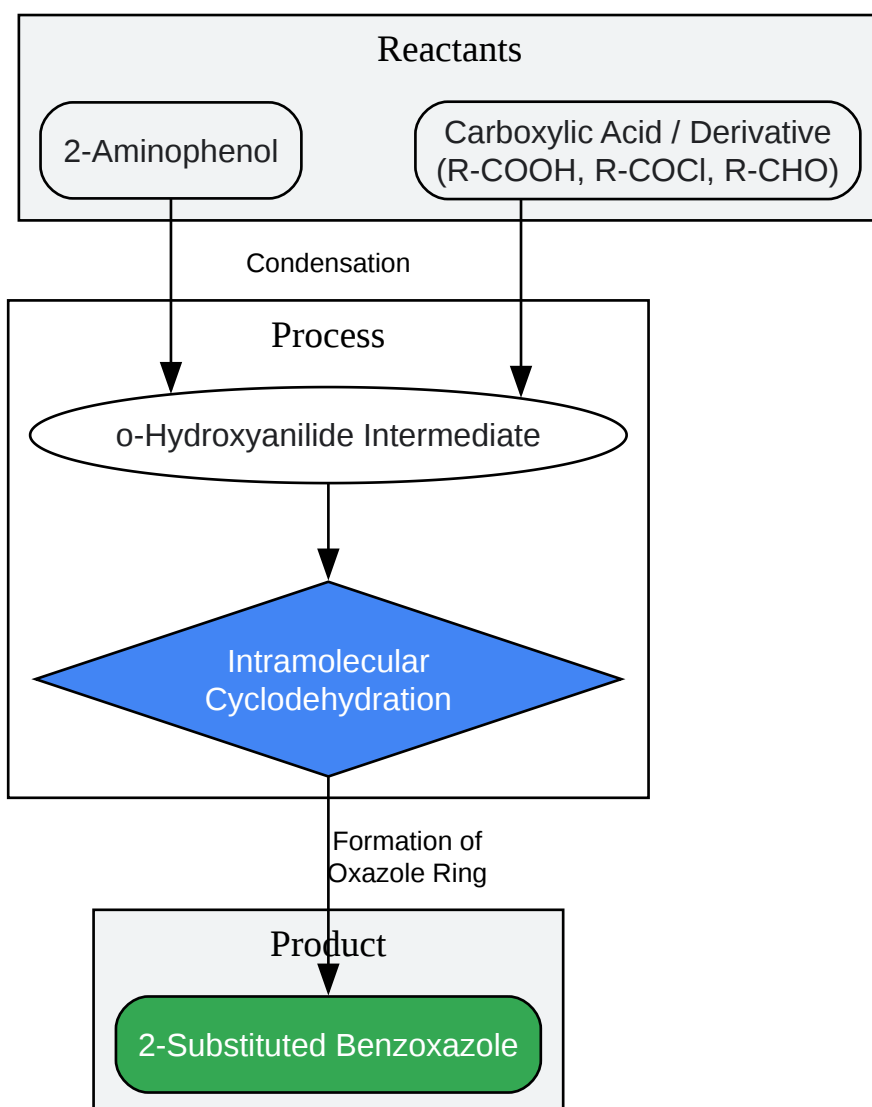 Reactants
2-Aminophenol
Carboxylic Acid / Derivative
(R-COOH, R-COCl, R-CHO)
Condensation
Process
o-Hydroxyanilide Intermediate
Intramolecular
Cyclodehydration
Formation of
Oxazole Ring
Product
2-Substituted Benzoxazole